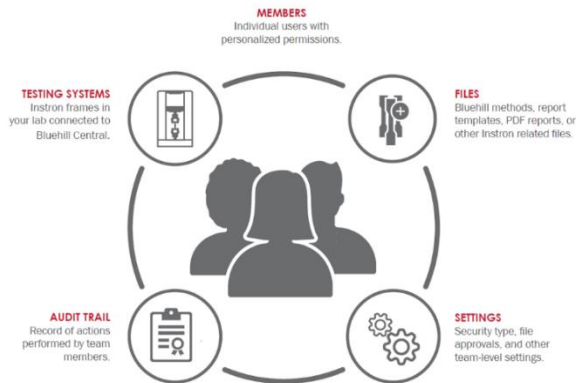 MEMBERS
Individual users with
personalized permissions.
TESTING SYSTEMS
Instron frames in
your lab connected to
Bluehill Central.
FILES
Bluehill methods, report
templates, PDF reports, or
other Instron related files.
AUDIT TRAIL
Record of actions
performed by team
members.
SETTINGS
Security type, file
approvals, and other
team-level settings.